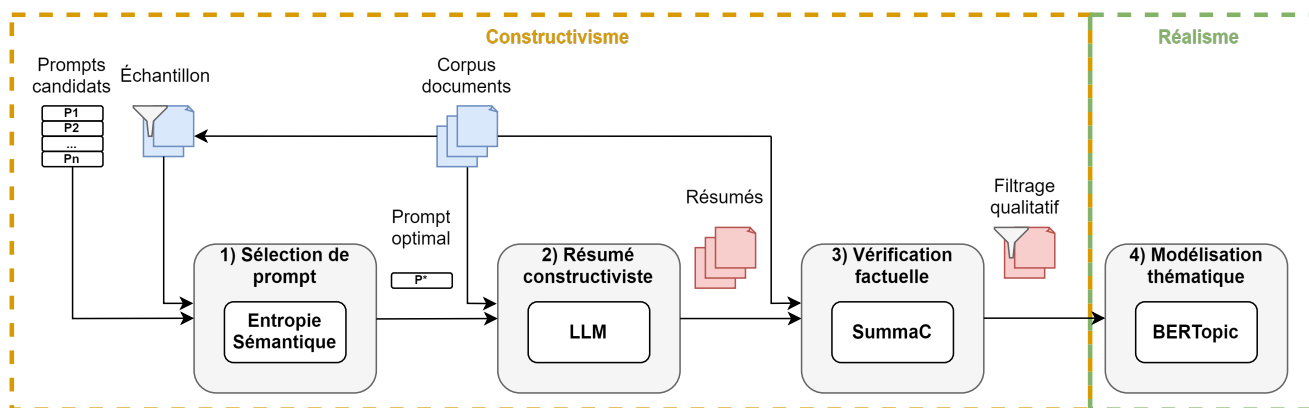 Constructivisme
Réalisme
Prompts
candidats
P1
P2
...
Pn
Échantillon
Corpus
documents
Prompt
optimal
P*
Résumés
Filtrage
qualitatif
1) Sélection de
prompt
Entropie
Sémantique
2) Résumé
constructiviste
LLM
3) Vérification
factuelle
SummaC
4) Modélisation
thématique
BERTopic